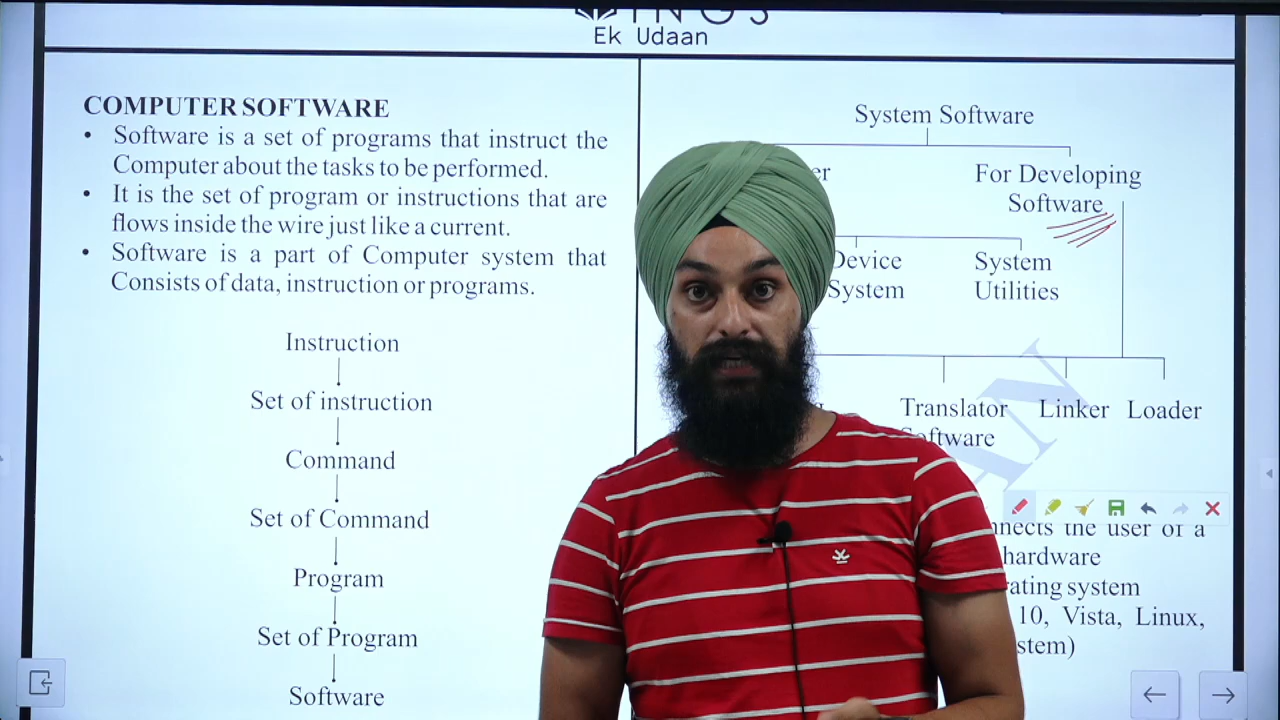 Ek Udaan
COMPUTER SOFTWARE
• Software is a set of programs that instruct the
Computer about the tasks to be performed.
• It is the set of program or instructions that are
flows inside the wire just like a current.
• Software is a part of Computer system that
Consists of data, instruction or programs.
Instruction
Set of instruction
Command
Set of Command
Program
Set of Program
Software
System Software
For Developing
Software
Device
System
System
Utilities
Translator
Software
Linker
Loader
the user of a
hardware
system
10, Vista, Linux,